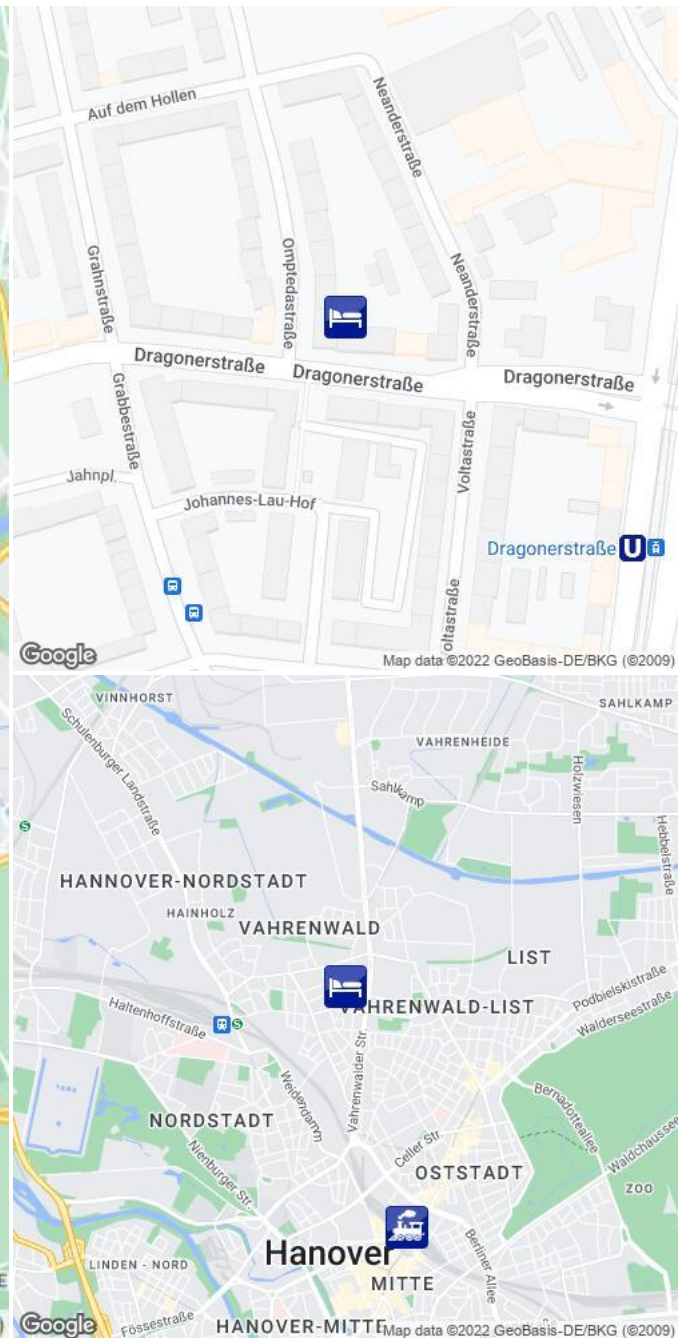 Auf dem Hollen
Neanderstraße
Grahnstraße
Omptedastraße
Neanderstraße
Dragonerstraße
Dragonerstraße
Dragonerstraße
Grabbestraße
Voltastraße
Jahnpl.
Johannes-Lau-Hof
Dragonerstraße U
oltastraße
Google
Map data ©2022 GeoBasis-DE/BKG (©2009)
VINNHORST
SAHLKAMP
Schulenburger Landstraße
VAHRENHEIDE
Holzwiesen
Sahlkamp
Hebbelstraße
HANNOVER-NORDSTADT
HAINHOLZ
VAHRENWALD
LIST
Podbielskistraße
VAHRENWALD-LIST
Haltenhoffstraße
S
S
Walderseestraße
Vahrenwalder Str.
Weidendamm
Bernadotteallee
NORDSTADT
Celler Str.
Waldchaussee
Nienburger Str.
OSTSTADT
ZOO
Hanover
Berliner Allee
LINDEN - NORD
MITTE
Fössestraße
HANNOVER-MITTE
Google
Map data ©2022 GeoBasis-DE/BKG (©2009)